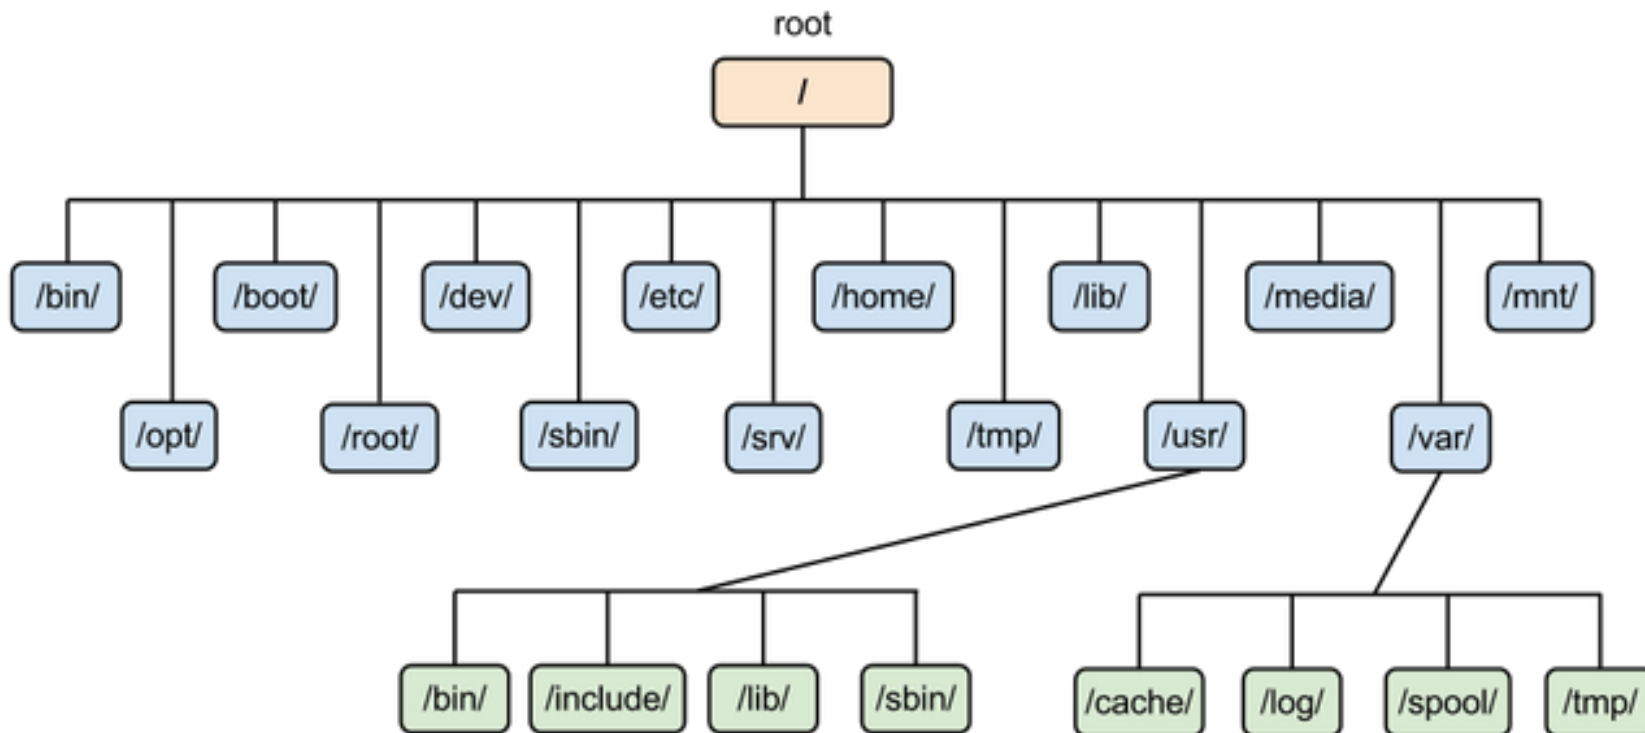 root
/
/bin/ /boot/ /dev/ /etc/ /home/ /lib/ /media/ /mnt/
/opt/ /root/ /sbin/ /srv/ /tmp/ /usr/ /var/
/bin/ /include/ /lib/ /sbin/ /cache/ /log/ /spool/ /tmp/